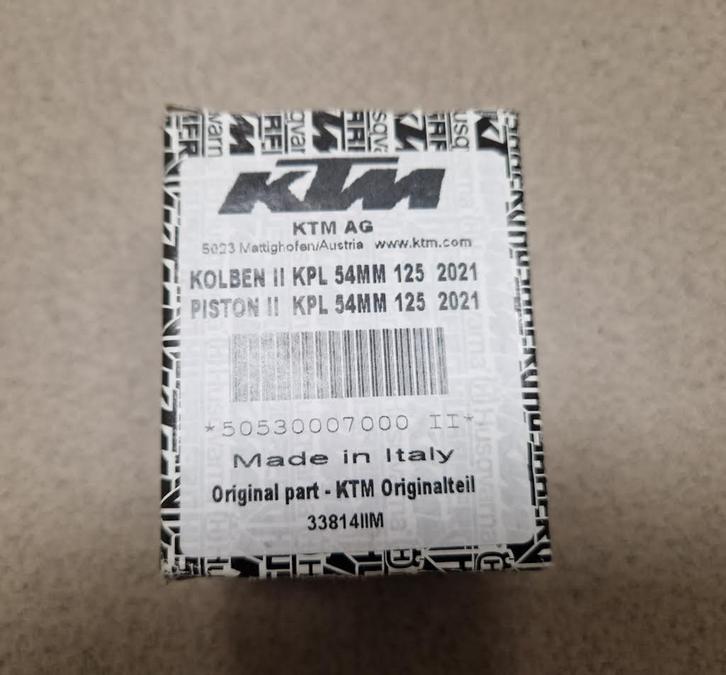 KTM
KTM AG
5023 Mattighofen/Austria www.ktm.com
KOLBEN II KPL 54MM 125 2021
PISTON II KPL 54MM 125 2021
*50530007000 II*
Made in Italy
Original part - KTM Originalteil
33814IIM